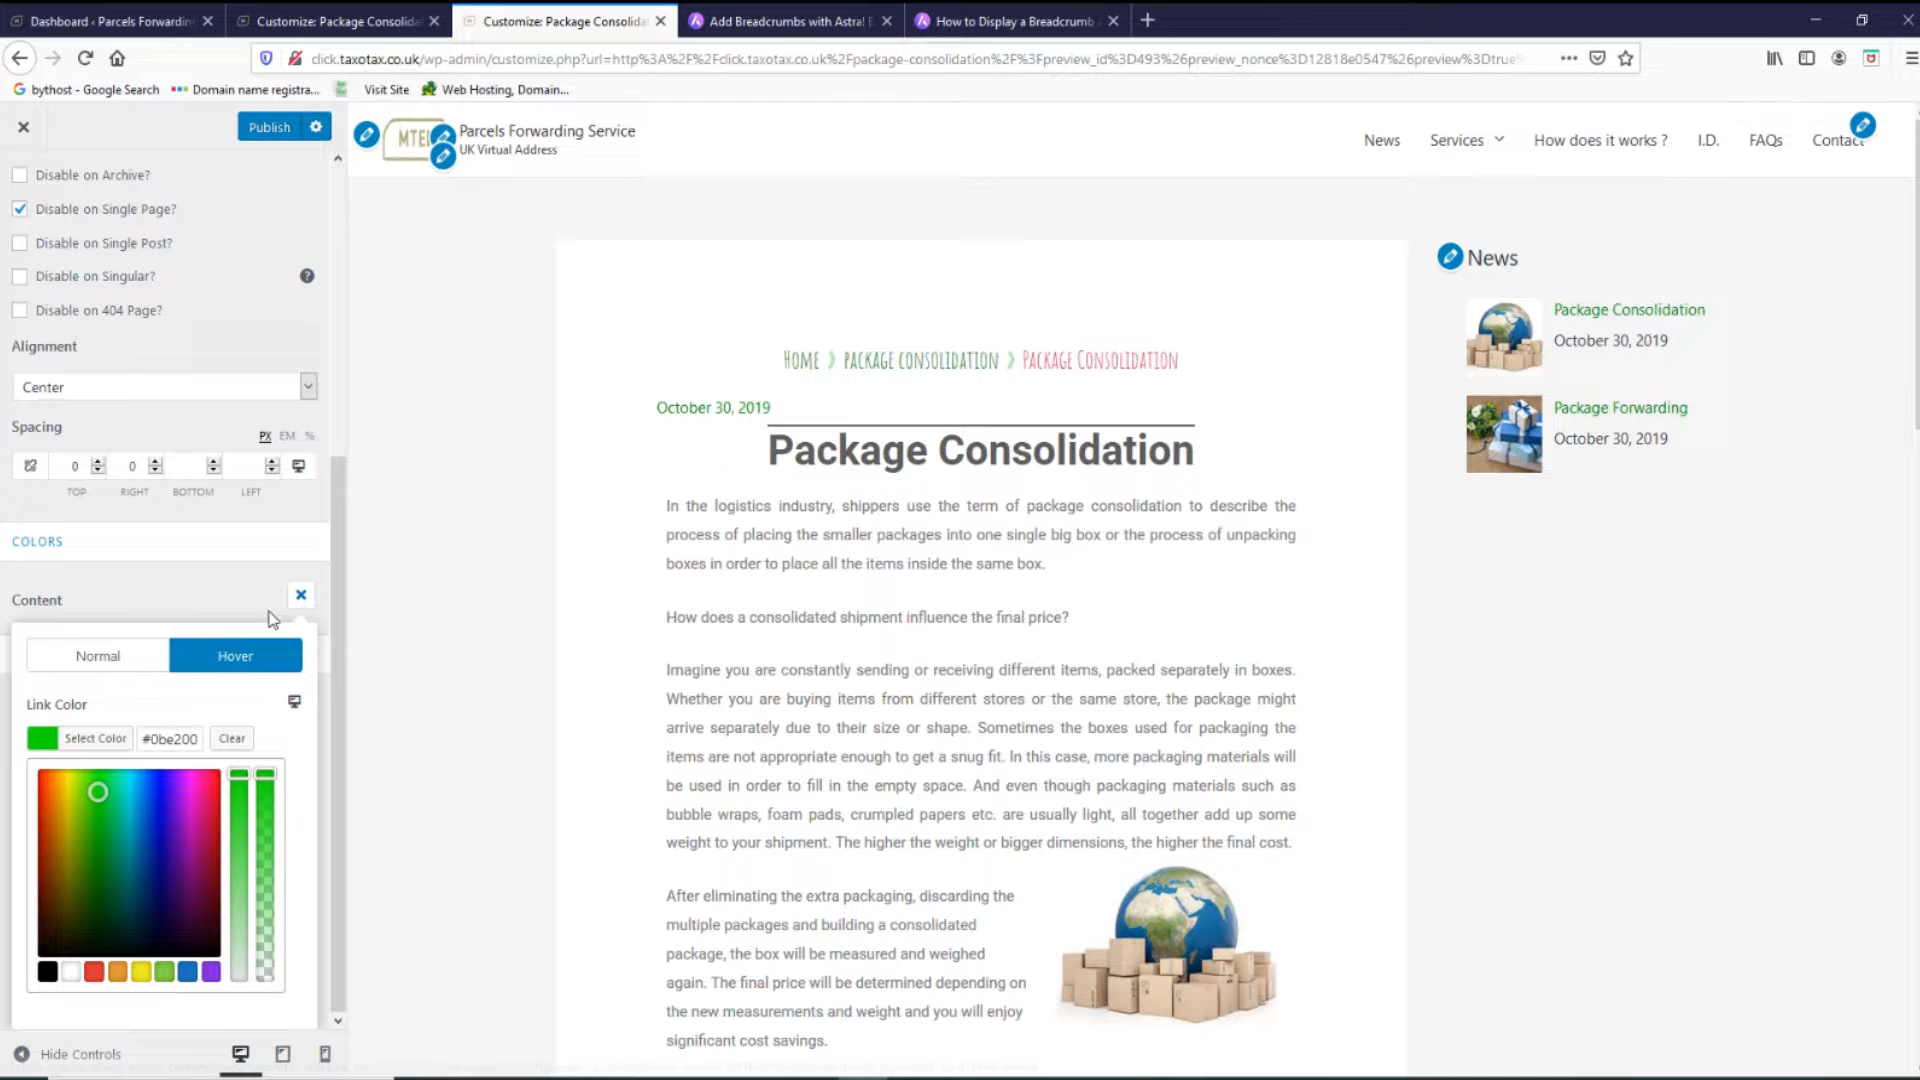 Dashboard ‹ Parcels Forwardin
Customize: Package Consolida
Customize: Package Consolida
Add Breadcrumbs with Astra!
How to Display a Breadcrumb
click.taxotax.co.uk/wp-admin/customize.php?url=http%3A%2F%2Fclick.taxotax.co.uk%2Fpackage-consolidation%2F%3Fpreview_id%3D493%26preview_nonce%3D12818e0547%26preview%3Dtrue
bythost - Google Search
Domain name registra...
Visit Site
Web Hosting, Domain...
Publish
Disable on Archive?
Disable on Single Page?
Disable on Single Post?
Disable on Singular?
Disable on 404 Page?
Alignment
Center
Spacing
PX EM %
0 0
TOP RIGHT BOTTOM LEFT
COLORS
Content
Normal Hover
Link Color
Select Color #0be200 Clear
Hide Controls
Parcels Forwarding Service
UK Virtual Address
News Services How does it works ? I.D. FAQs Contact
Home » package consolidation » Package Consolidation
October 30, 2019
Package Consolidation
In the logistics industry, shippers use the term of package consolidation to describe the
process of placing the smaller packages into one single big box or the process of unpacking
boxes in order to place all the items inside the same box.
How does a consolidated shipment influence the final price?
Imagine you are constantly sending or receiving different items, packed separately in boxes.
Whether you are buying items from different stores or the same store, the package might
arrive separately due to their size or shape. Sometimes the boxes used for packaging the
items are not appropriate enough to get a snug fit. In this case, more packaging materials will
be used in order to fill in the empty space. And even though packaging materials such as
bubble wraps, foam pads, crumpled papers etc. are usually light, all together add up some
weight to your shipment. The higher the weight or bigger dimensions, the higher the final cost.
After eliminating the extra packaging, discarding the
multiple packages and building a consolidated
package, the box will be measured and weighed
again. The final price will be determined depending on
the new measurements and weight and you will enjoy
significant cost savings.
News
Package Consolidation
October 30, 2019
Package Forwarding
October 30, 2019